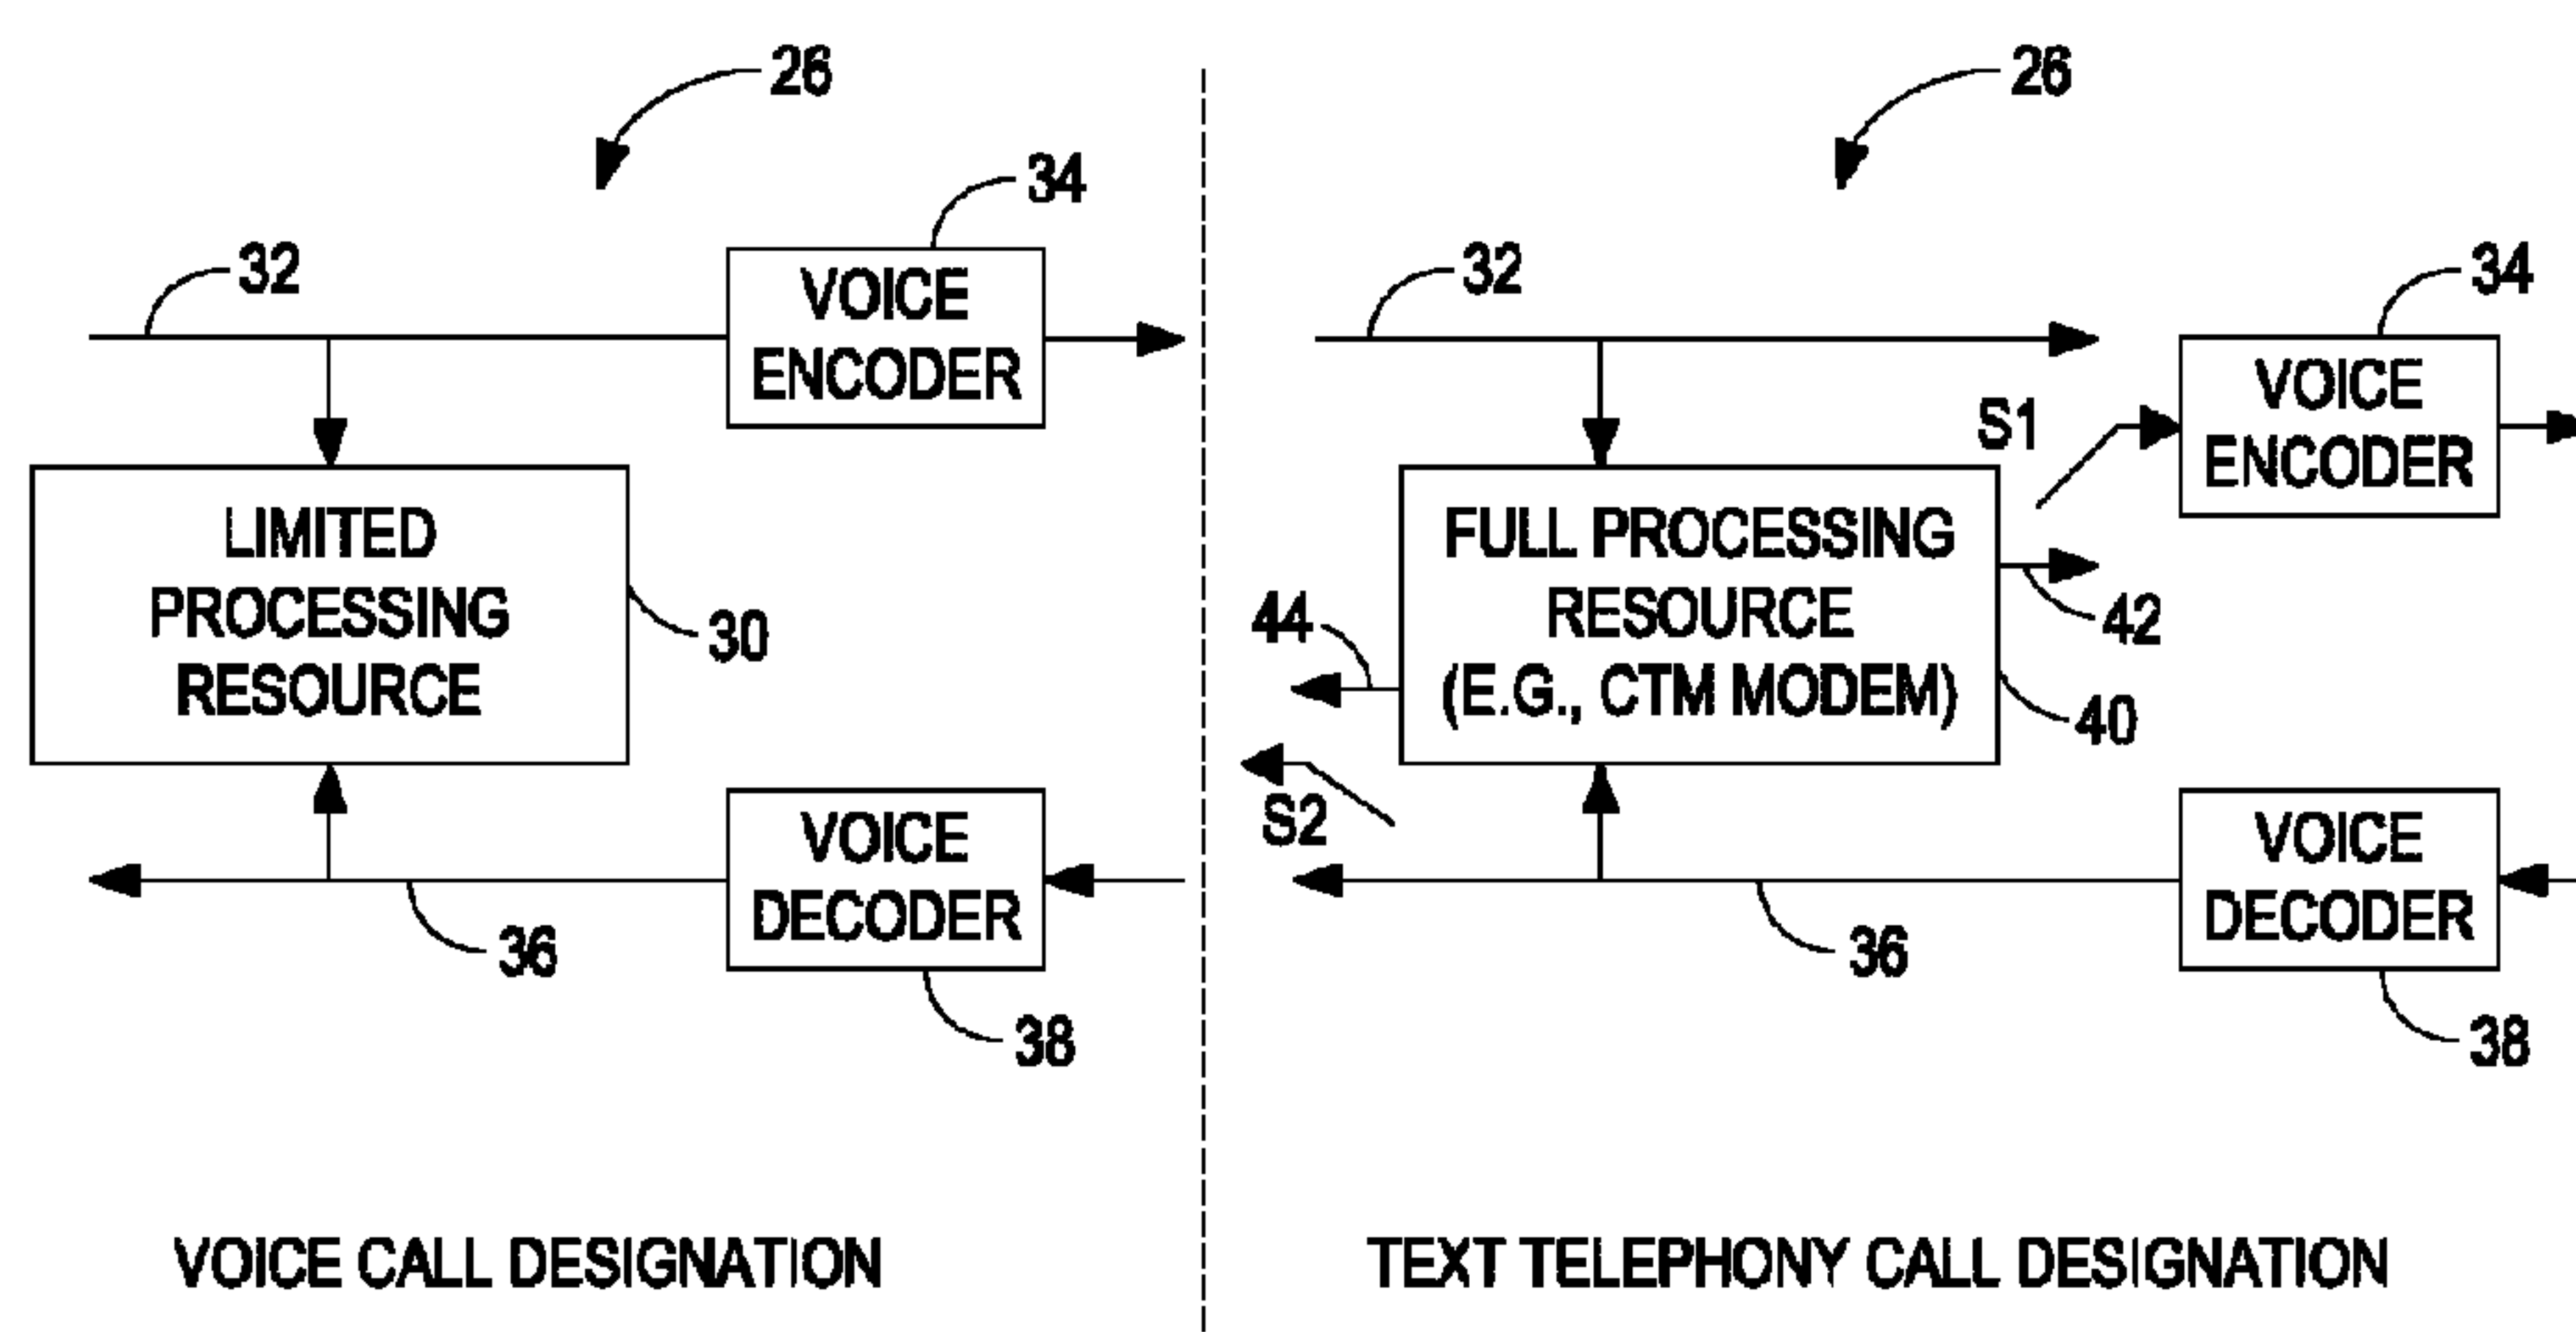 26
34
32
VOICE
ENCODER
LIMITED
PROCESSING
RESOURCE
30
VOICE
DECODER
36
38
VOICE CALL DESIGNATION
26
32
34
VOICE
ENCODER
S1
FULL PROCESSING
RESOURCE
(E.G., CTM MODEM)
42
44
40
S2
VOICE
DECODER
36
38
TEXT TELEPHONY CALL DESIGNATION